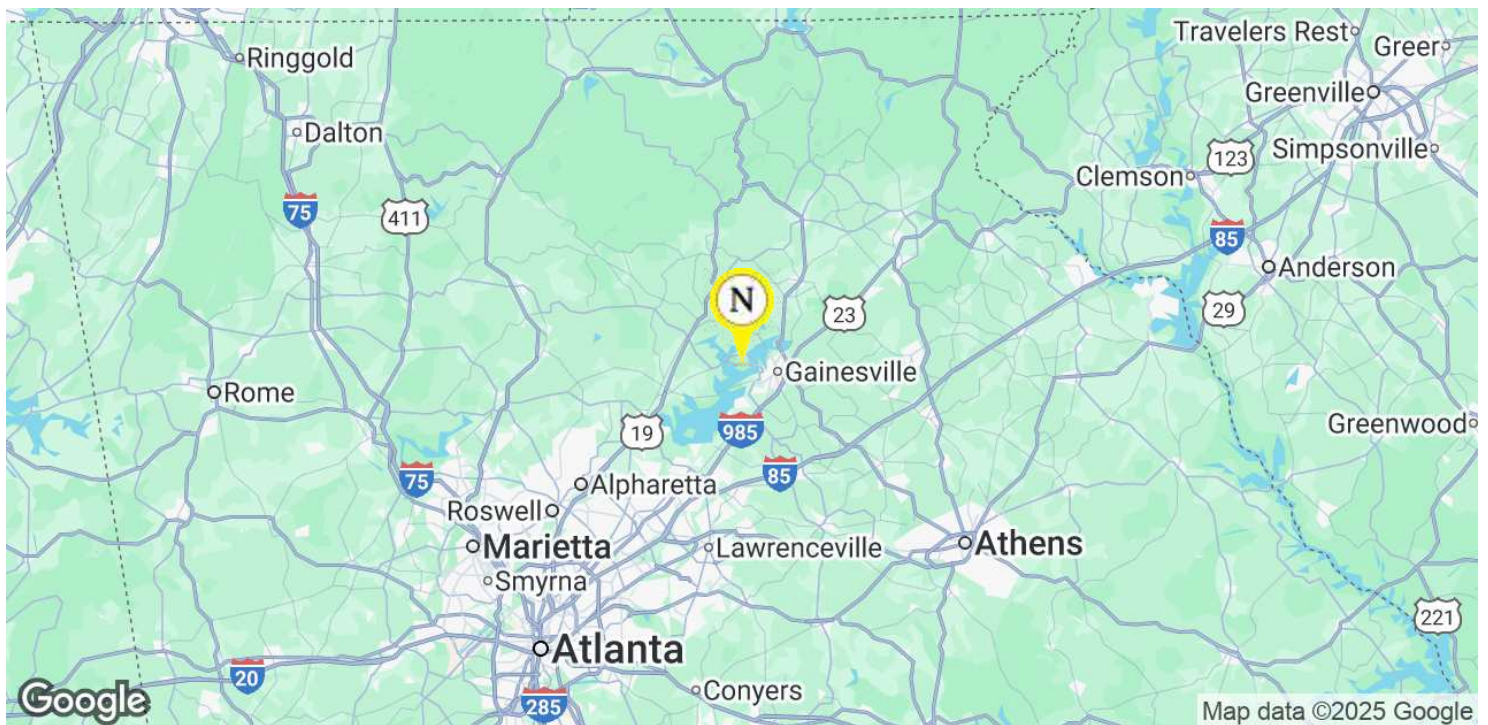 Travelers Rest
Greer
Ringgold
Greenville
Dalton
123
Simpsonville
Clemson
75
411
85
Anderson
N
23
29
Gainesville
Rome
19
985
Greenwood
75
85
Alpharetta
Roswell
Marietta
Lawrenceville
Athens
Smyrna
221
Atlanta
20
Conyers
285
Google
Map data ©2025 Google